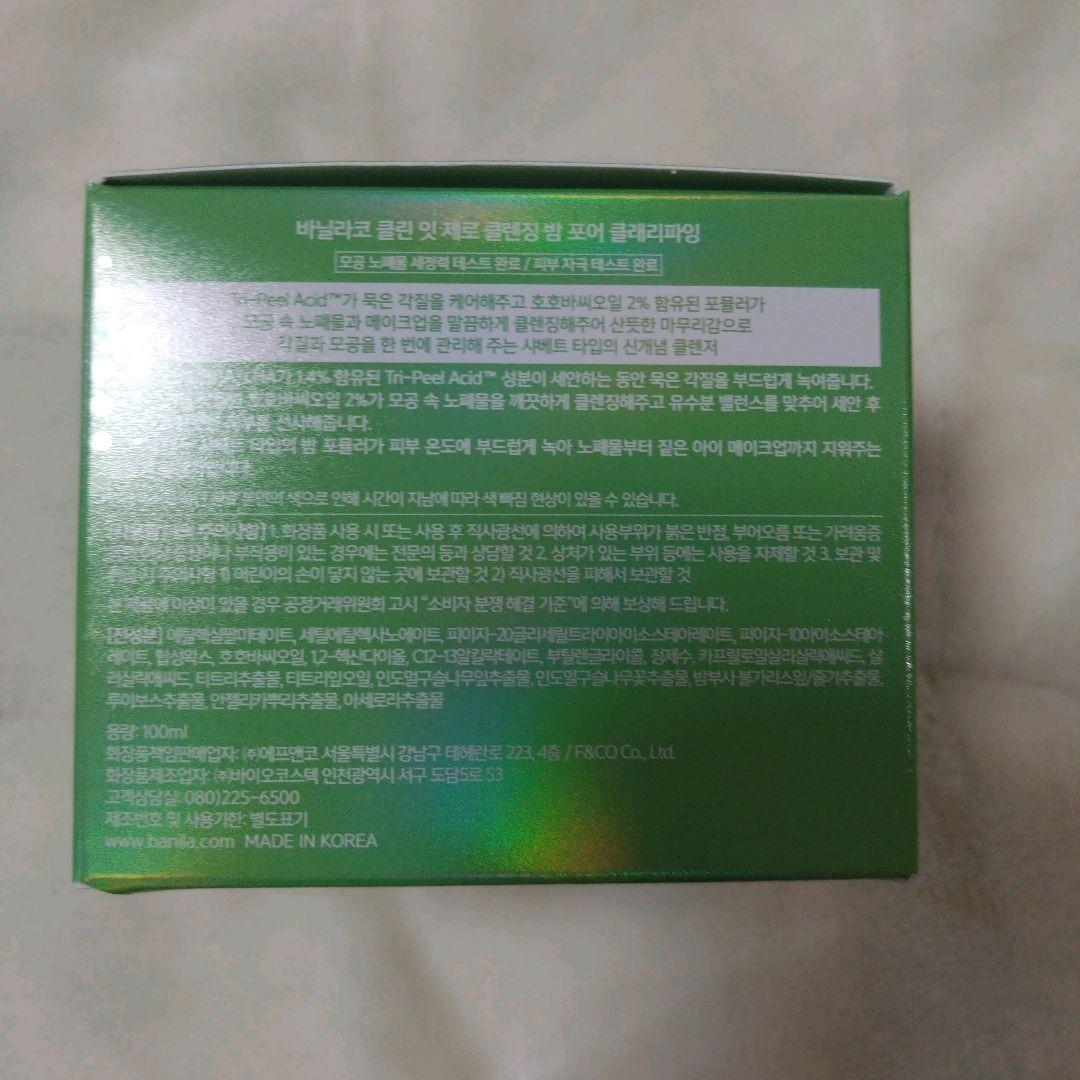 바닐라코 클린 잇 제로 클렌징 밤 포어 클래리파잉
모공 노폐물 세정력 테스트 완료 / 피부 자극 테스트 완료
Tri-Peel Acid™가 묵은 각질을 케어해주고 호호바씨오일 2% 함유된 포뮬러가
모공 속 노폐물과 메이크업을 말끔하게 클렌징해주어 산뜻한 마무리감으로
각질과 모공을 한 번에 관리해 주는 샤베트 타입의 신개념 클렌저
1.4% 함유된 Tri-Peel Acid™ 성분이 세안하는 동안 묵은 각질을 부드럽게 녹여줍니다.
호호바씨오일 2%가 모공 속 노폐물을 깨끗하게 클렌징해주고 유수분 밸런스를 맞추어 세안 후
선사해줍니다.
타입의 밤 포뮬러가 피부 온도에 부드럽게 녹아 노폐물부터 짙은 아이 메이크업까지 지워주는
색으로 인해 시간이 지남에 따라 색 빠짐 현상이 있을 수 있습니다.
1. 화장품 사용 시 또는 사용 후 직사광선에 의하여 사용부위가 붉은 반점, 부어오름 또는 가려움증
부작용이 있는 경우에는 전문의 등과 상담할 것 2. 상처가 있는 부위 등에는 사용을 자제할 것 3. 보관 및
1) 어린이의 손이 닿지 않는 곳에 보관할 것 2) 직사광선을 피해서 보관할 것
본 제품에 이상이 있을 경우 공정거래위원회 고시 "소비자 분쟁 해결 기준"에 의해 보상해 드립니다.
[전성분] 에틸헥실팔미테이트, 세틸에틸헥사노에이트, 피이지-20글리세릴트라이아이소스테아레이트, 피이지-10아이소스테아
레이트, 합성왁스, 호호바씨오일, 1,2-헥산다이올, C12-13알킬락테이트, 부틸렌글라이콜, 정제수, 카프릴로일살리실릭애씨드, 살
리실릭애씨드, 티트리추출물, 티트리잎오일, 인도멀구슬나무잎추출물, 인도멀구슬나무꽃추출물, 밤부사 불가리스잎/줄기추출물,
루이보스추출물, 안젤리카뿌리추출물, 아세로라추출물
용량: 100ml
화장품책임판매업자: ㈜에프앤코 서울특별시 강남구 테헤란로 223, 4층 / F&CO Co., Ltd.
화장품제조업자: ㈜바이오코스텍 인천광역시 서구 도담5로 53
고객상담실: 080)225-6500
제조번호 및 사용기한: 별도표기
www.banila.com MADE IN KOREA